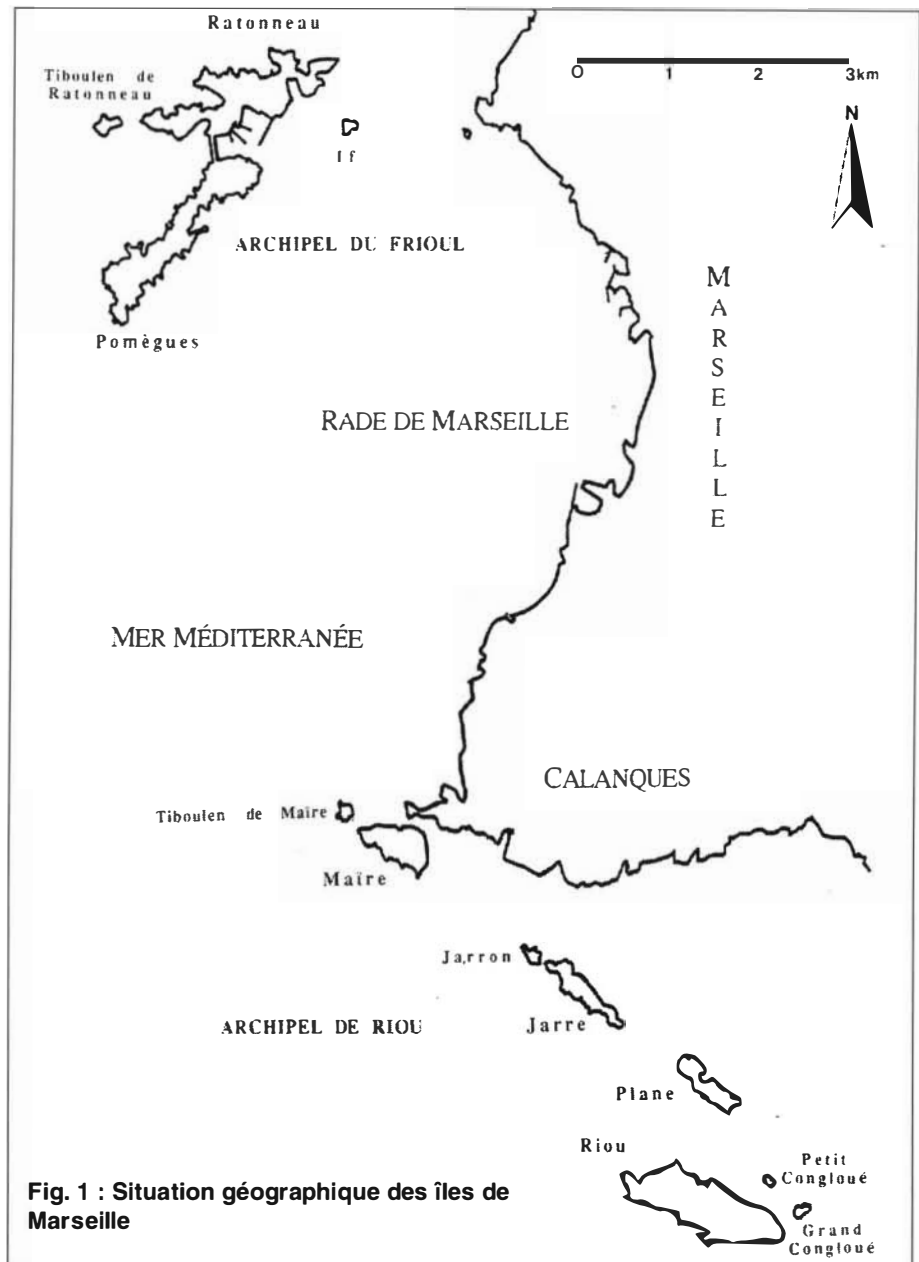 Ratonneau
Tiboulen de
Ratonneau
If
0 1 2 3km
N
ARCHIPEL DU FRIOUL
Pomègues
MARSEILLE
RADE DE MARSEILLE
MER MÉDITERRANÉE
CALANQUES
Tiboulen de Maïre
Maïre
Jarron
Jarre
ARCHIPEL DE RIOU
Plane
Riou
Petit
Congloué
Grand
Congloué
Fig. 1 : Situation géographique des îles de
Marseille